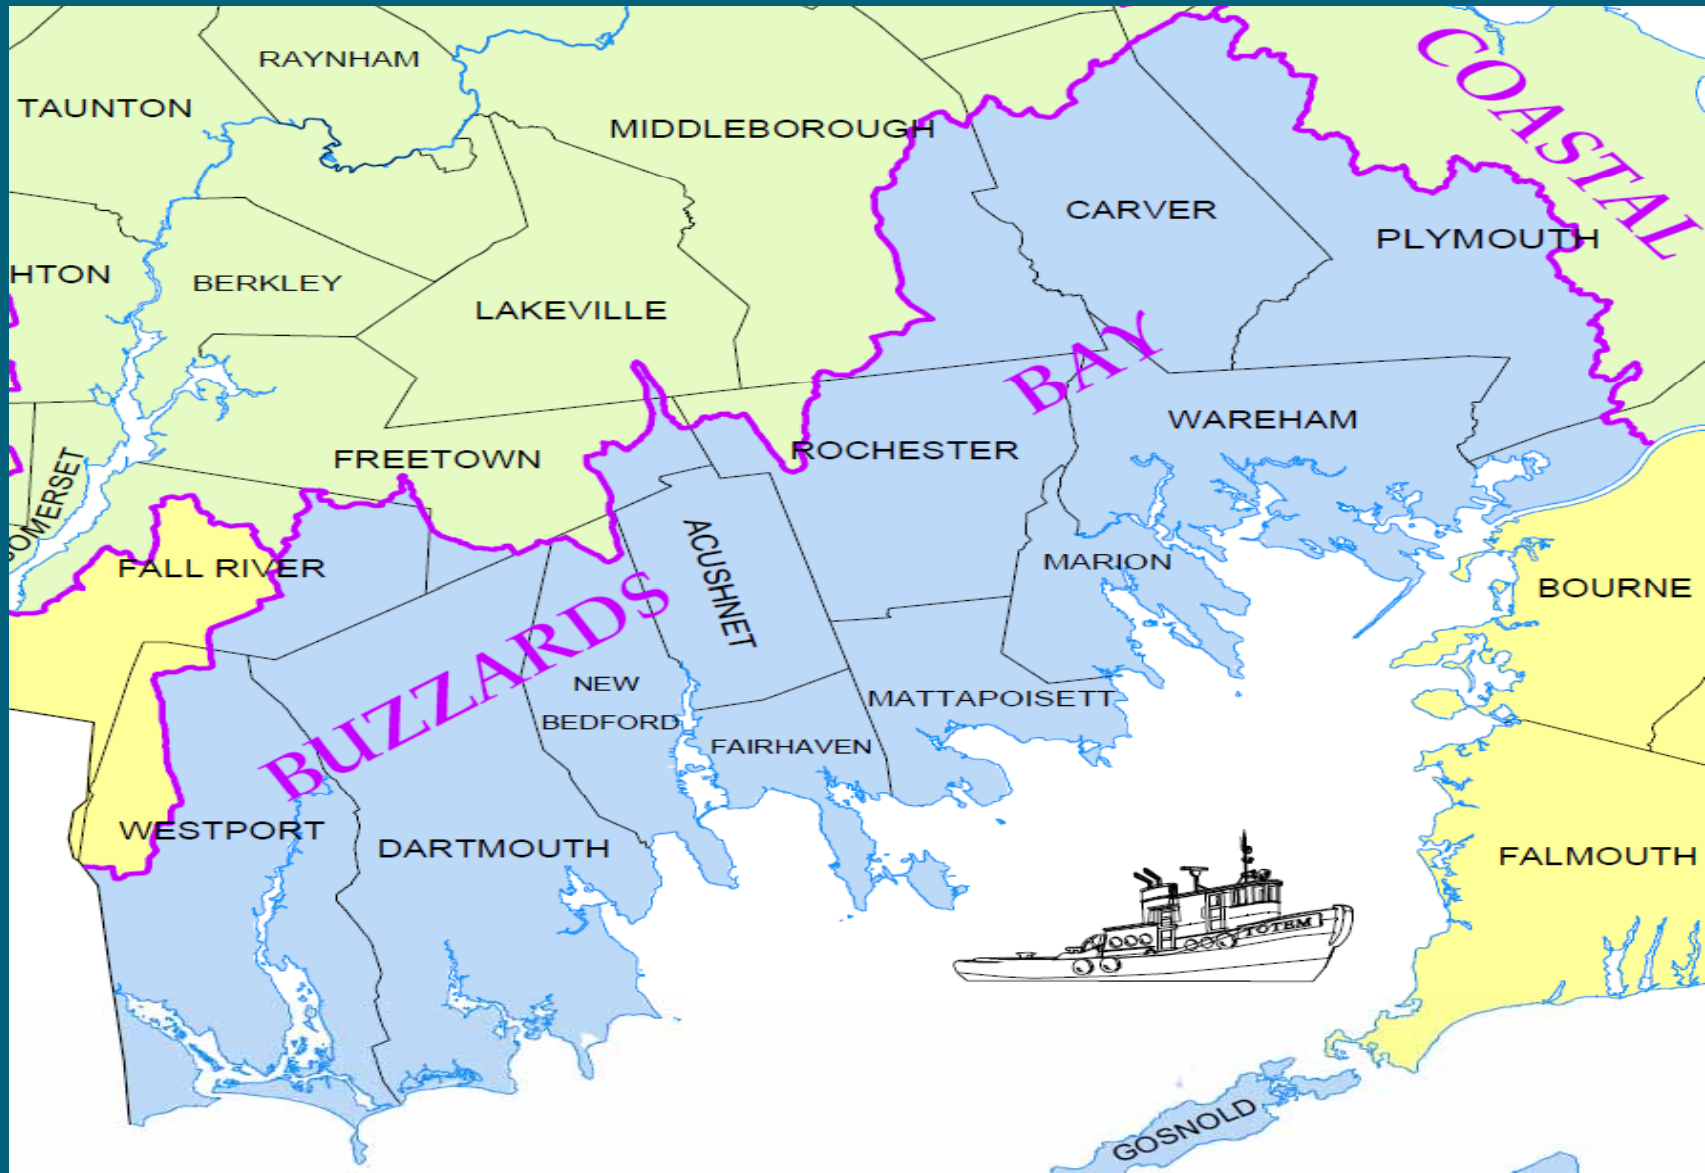 COASTAL
RAYNHAM
TAUNTON
MIDDLEBOROUGH
CARVER
PLYMOUTH
HTON
BERKLEY
LAKEVILLE
BAY
WAREHAM
ROCHESTER
FREETOWN
SOMERSET
FALL RIVER
ACUSHNET
MARION
BOURNE
BUZZARDS
NEW
BEDFORD
MATTAPOISETT
FAIRHAVEN
WESTPORT
DARTMOUTH
FALMOUTH
TOTEM
GOSNOLD